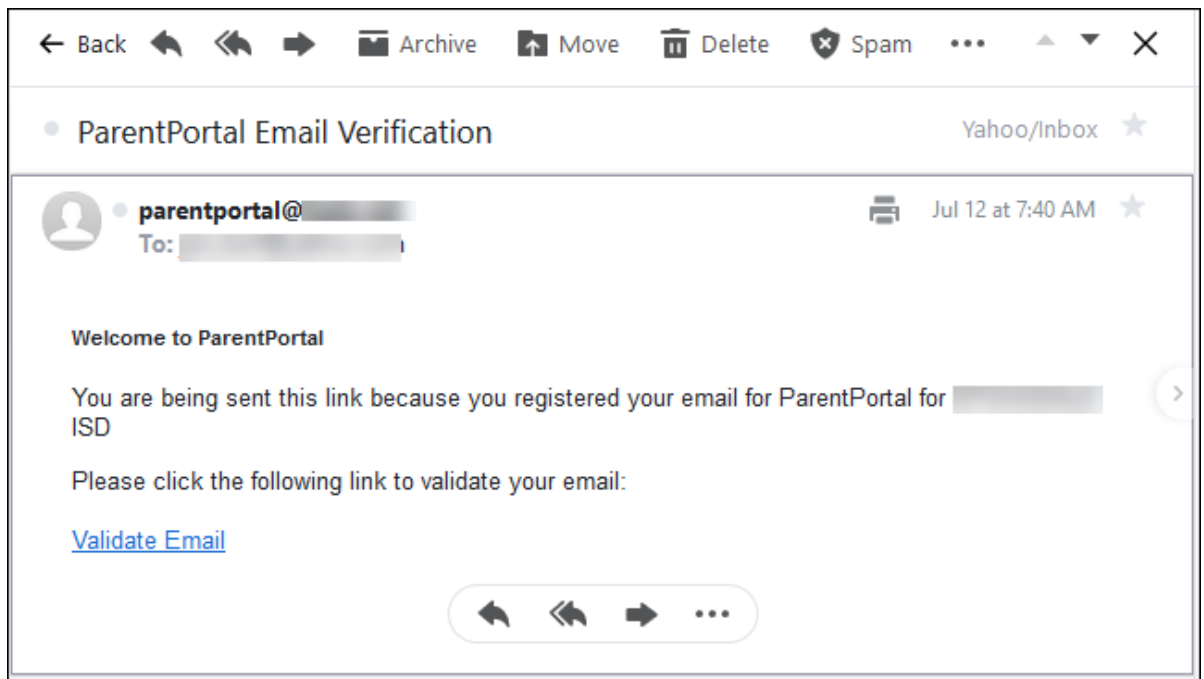 Back Archive Move Delete Spam
ParentPortal Email Verification Yahoo/Inbox
parentportal@ Jul 12 at 7:40 AM
To:
Welcome to ParentPortal
You are being sent this link because you registered your email for ParentPortal for
ISD
Please click the following link to validate your email:
Validate Email